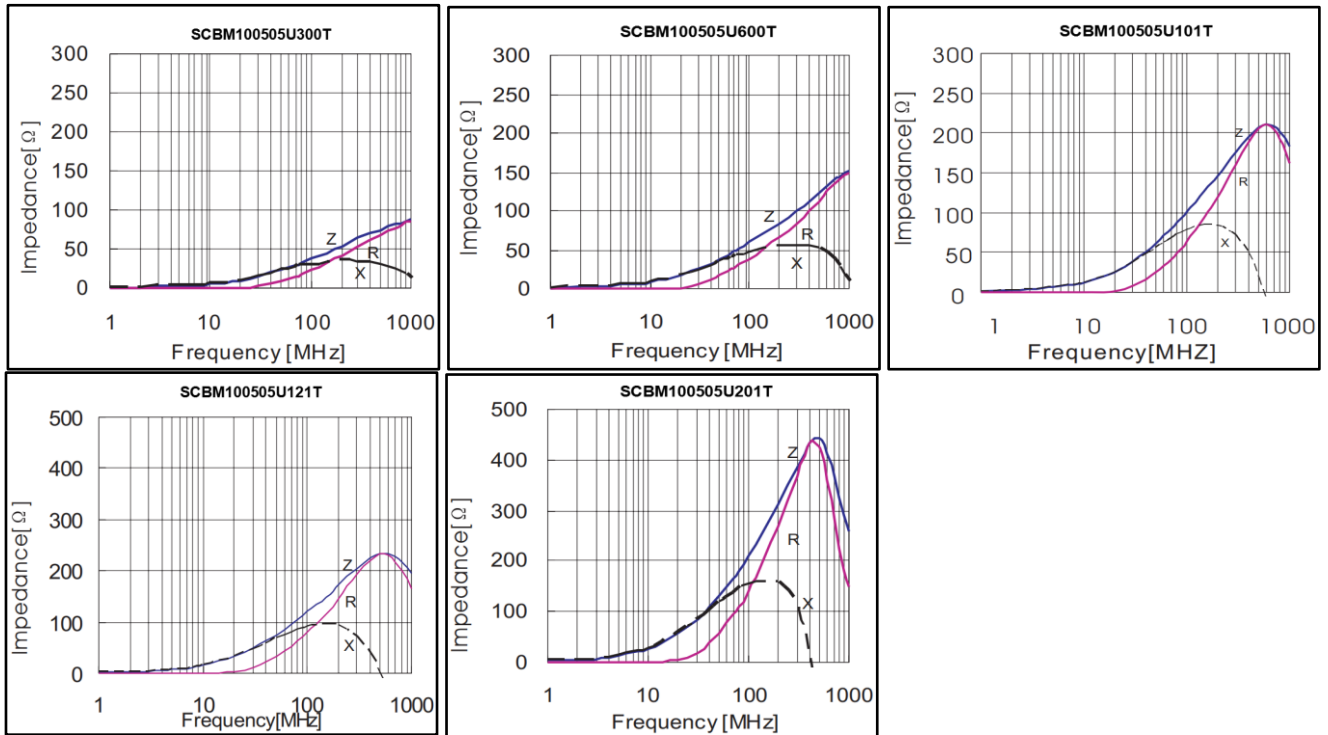 SCBM100505U300T
300
250
200
150
100
50
0
Impedance[Ω]
Z
R
X
1 10 100 1000
Frequency [MHz]
SCBM100505U600T
300
250
200
150
100
50
0
Impedance[Ω]
Z
R
X
1 10 100 1000
Frequency [MHz]
SCBM100505U101T
300
250
200
150
100
50
0
Impedance[Ω]
Z
R
X
1 10 100 1000
Frequency [MHZ]
SCBM100505U121T
500
400
300
200
100
0
Impedance[Ω]
Z
R
X
1 10 100 1000
Frequency[MHz]
SCBM100505U201T
500
400
300
200
100
0
Impedance[Ω]
Z
R
X
1 10 100 1000
Frequency [MHz]